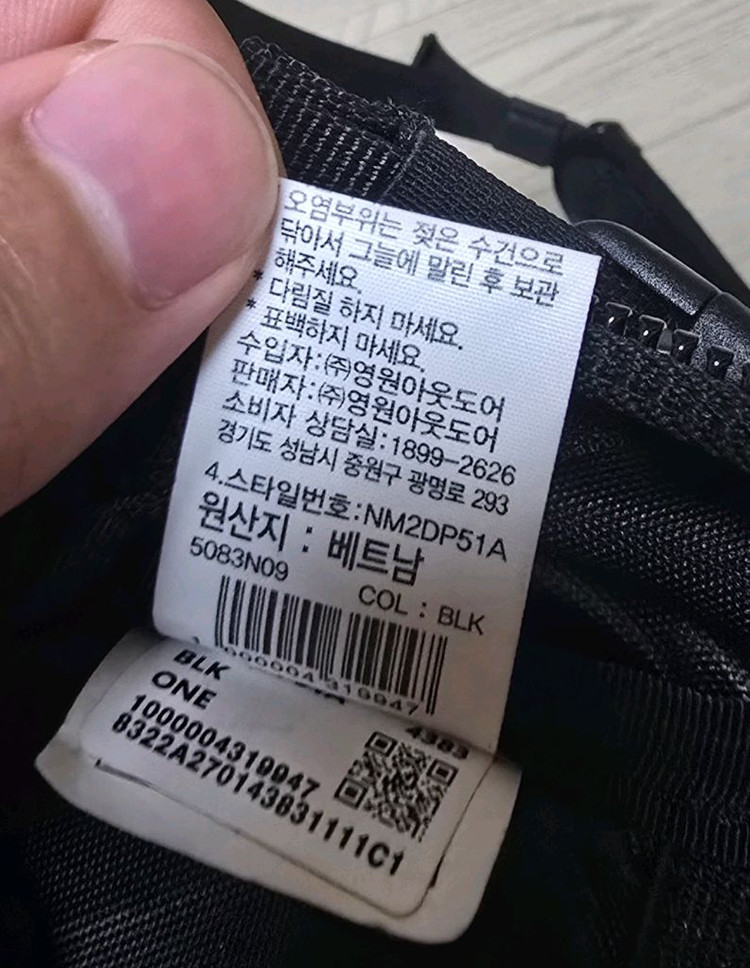 오염부위는 젖은 수건으로
닦아서 그늘에 말린 후 보관
해주세요.
* 다림질 하지 마세요.
* 표백하지 마세요.
수입자:㈜영원아웃도어
판매자:㈜영원아웃도어
소비자 상담실:1899-2626
경기도 성남시 중원구 광명로 293
4.스타일번호:NM2DP51A
원산지 : 베트남
5083N09
COL : BLK
1 000004 319947
BLK
4383
ONE
1000004319947
8322A270143831111C1